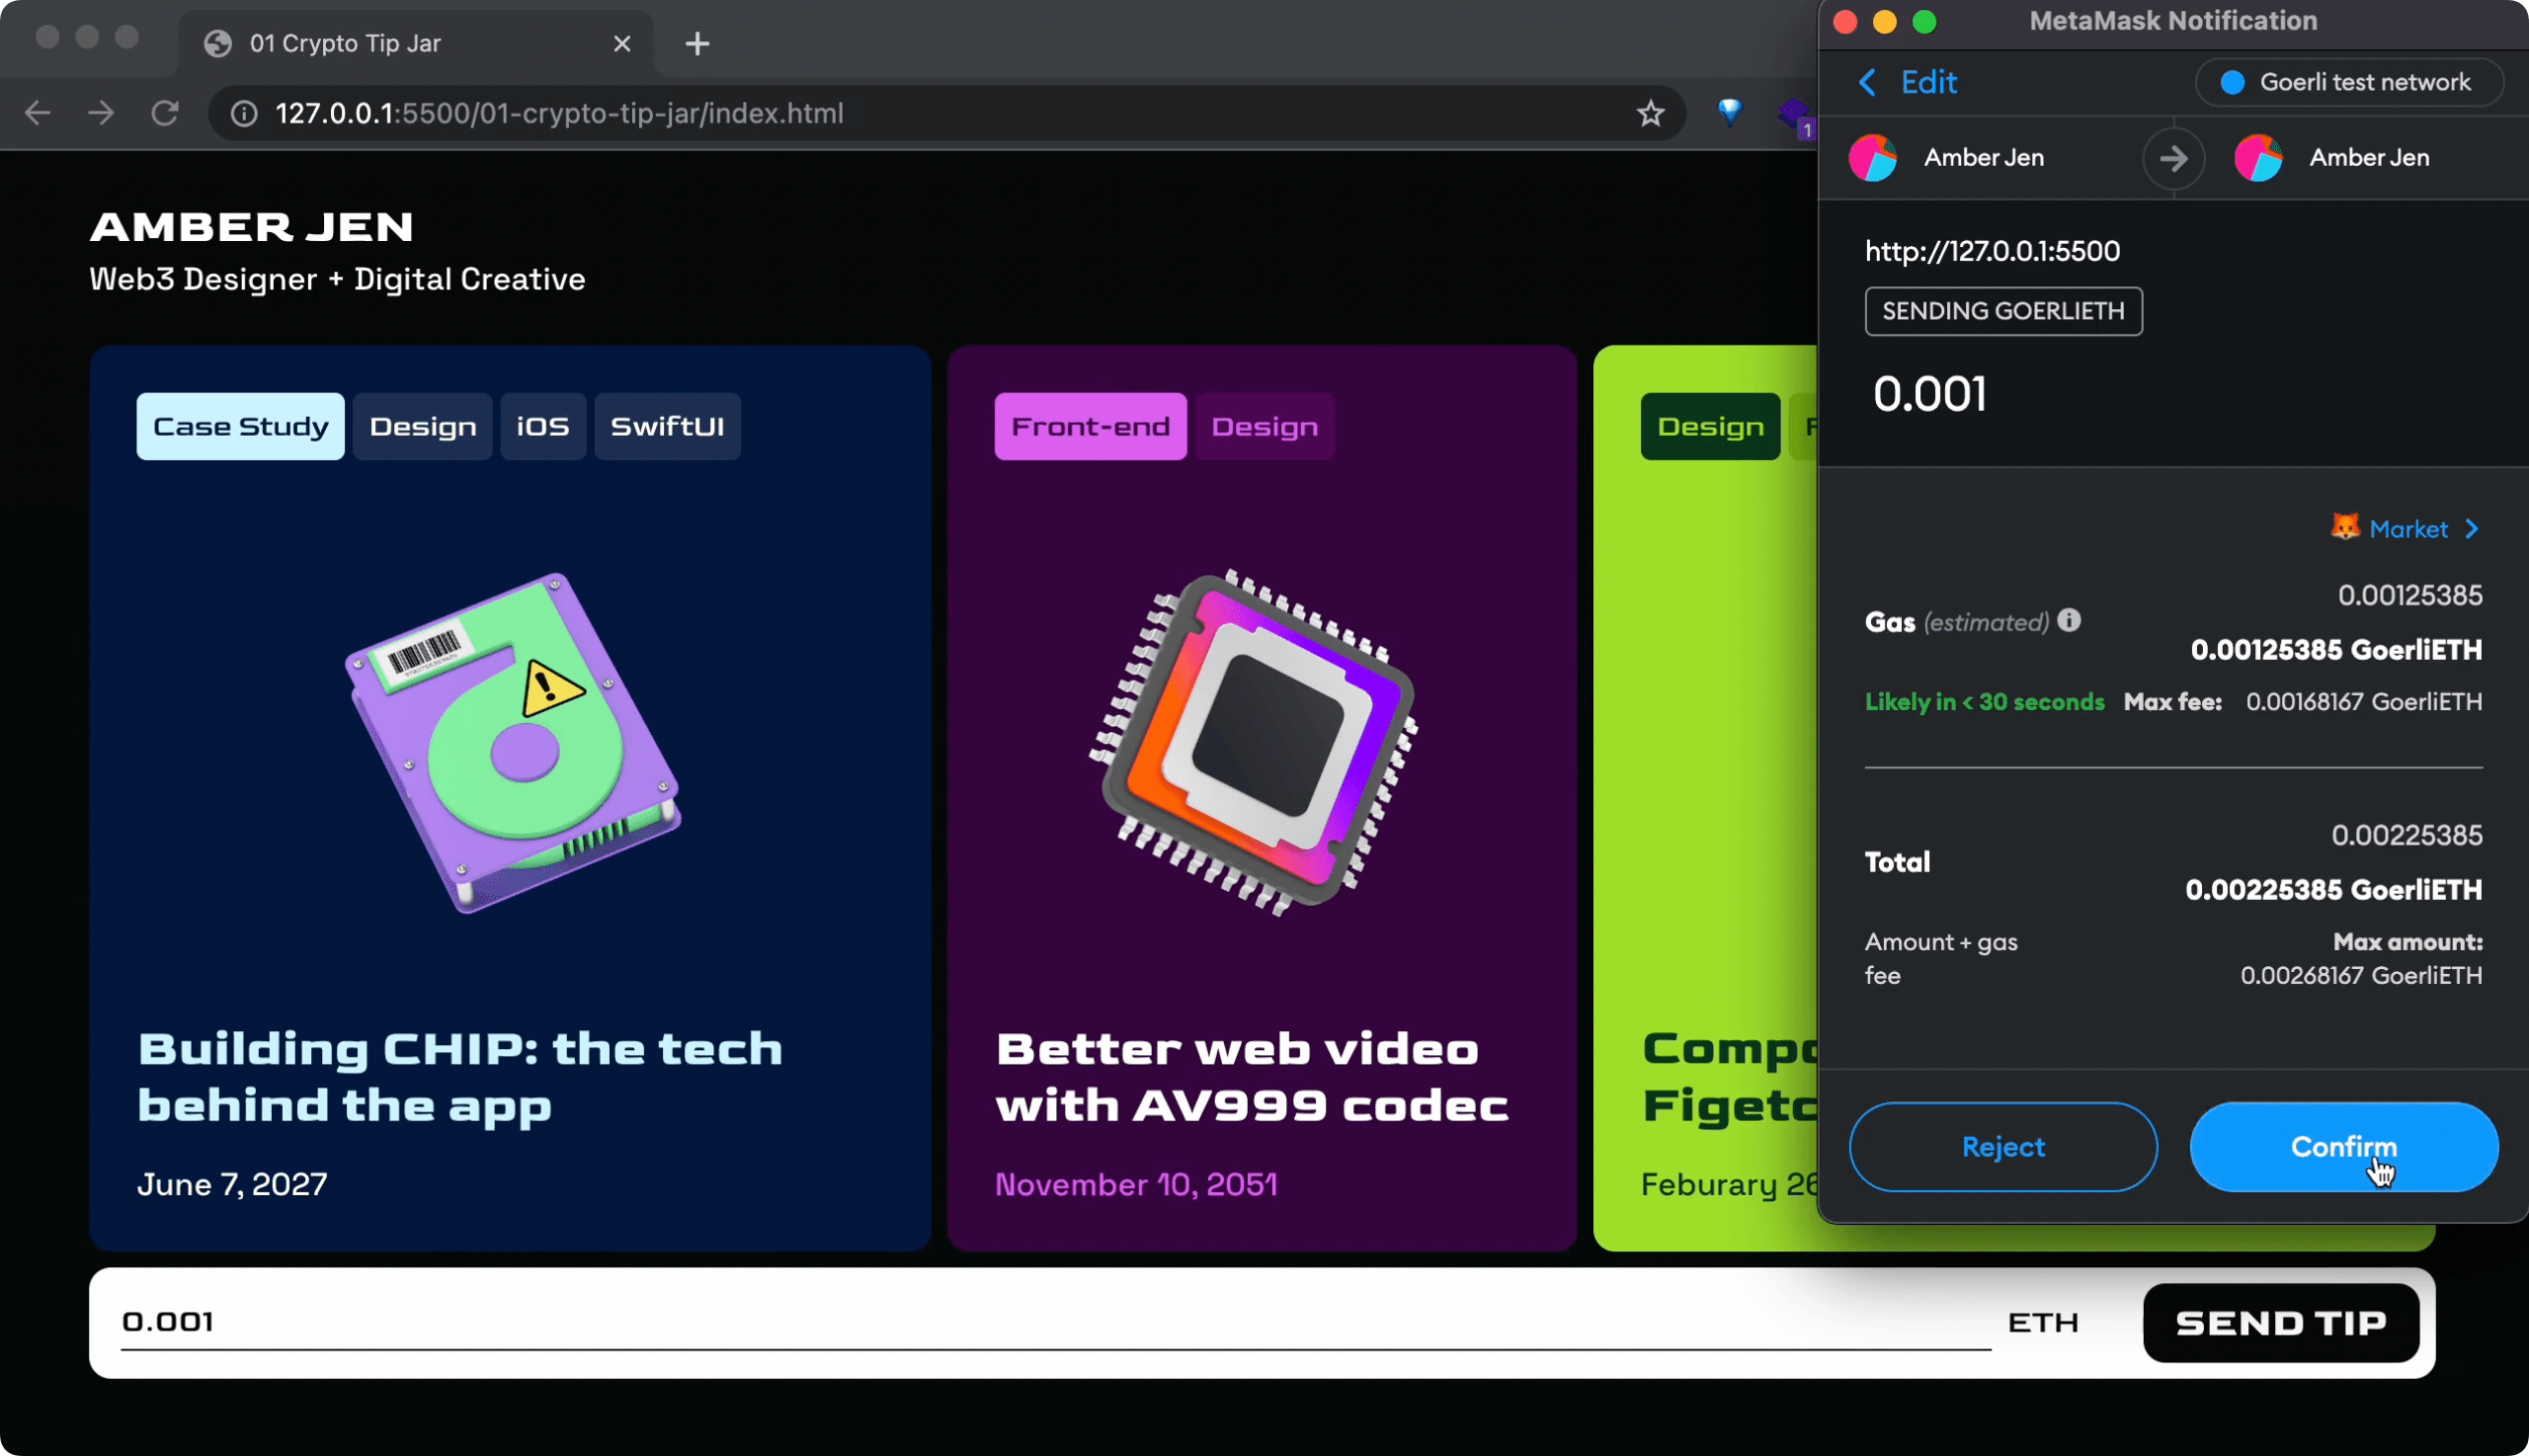 01 Crypto Tip Jar
127.0.0.1:5500/01-crypto-tip-jar/index.html
1
AMBER JEN
Web3 Designer + Digital Creative
Case Study
Design
iOS
SwiftUI
Building CHIP: the tech
behind the app
June 7, 2027
Front-end
Design
Better web video
with AV999 codec
November 10, 2051
Design
Feburary 26
0.001
ETH
SEND TIP
MetaMask Notification
Edit
Goerli test network
Amber Jen
Amber Jen
http://127.0.0.1:5500
SENDING GOERLIETH
0.001
Market
0.00125385
Gas (estimated)
0.00125385 GoerliETH
Likely in < 30 seconds Max fee: 0.00168167 GoerliETH
0.00225385
Total
0.00225385 GoerliETH
Amount + gas
fee
Max amount:
0.00268167 GoerliETH
Reject
Confirm